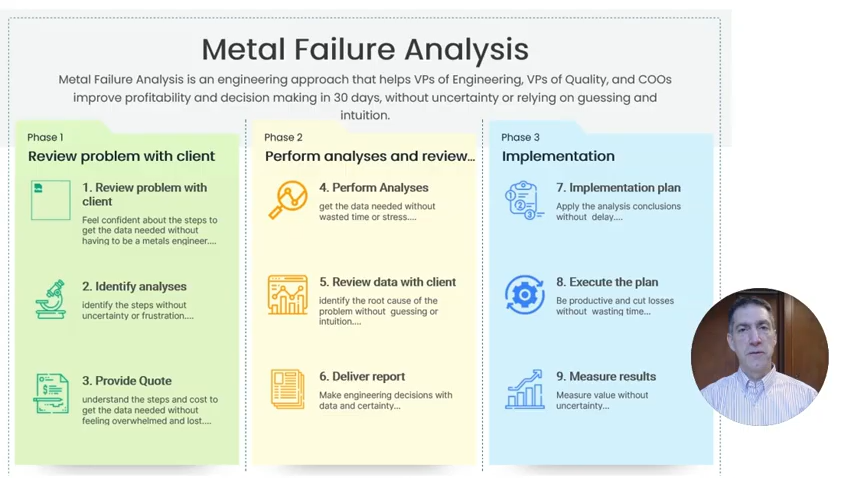 Metal Failure Analysis
Metal Failure Analysis is an engineering approach that helps VPs of Engineering, VPs of Quality, and COOs
improve profitability and decision making in 30 days, without uncertainty or relying on guessing and
intuition.
Phase 1
Review problem with client
1. Review problem with
client
Feel confident about the steps to
get the data needed without
having to be a metals engineer....
2. Identify analyses
identify the steps without
uncertainty or frustration....
3. Provide Quote
understand the steps and cost to
get the data needed without
feeling overwhelmed and lost....
Phase 2
Perform analyses and review...
4. Perform Analyses
get the data needed without
wasted time or stress....
5. Review data with client
identify the root cause of the
problem without guessing or
intuition....
6. Deliver report
Make engineering decisions with
data and certainty...
Phase 3
Implementation
7. Implementation plan
Apply the analysis conclusions
without delay....
8. Execute the plan
Be productive and cut losses
without wasting time...
9. Measure results
Measure value without
uncertainty...